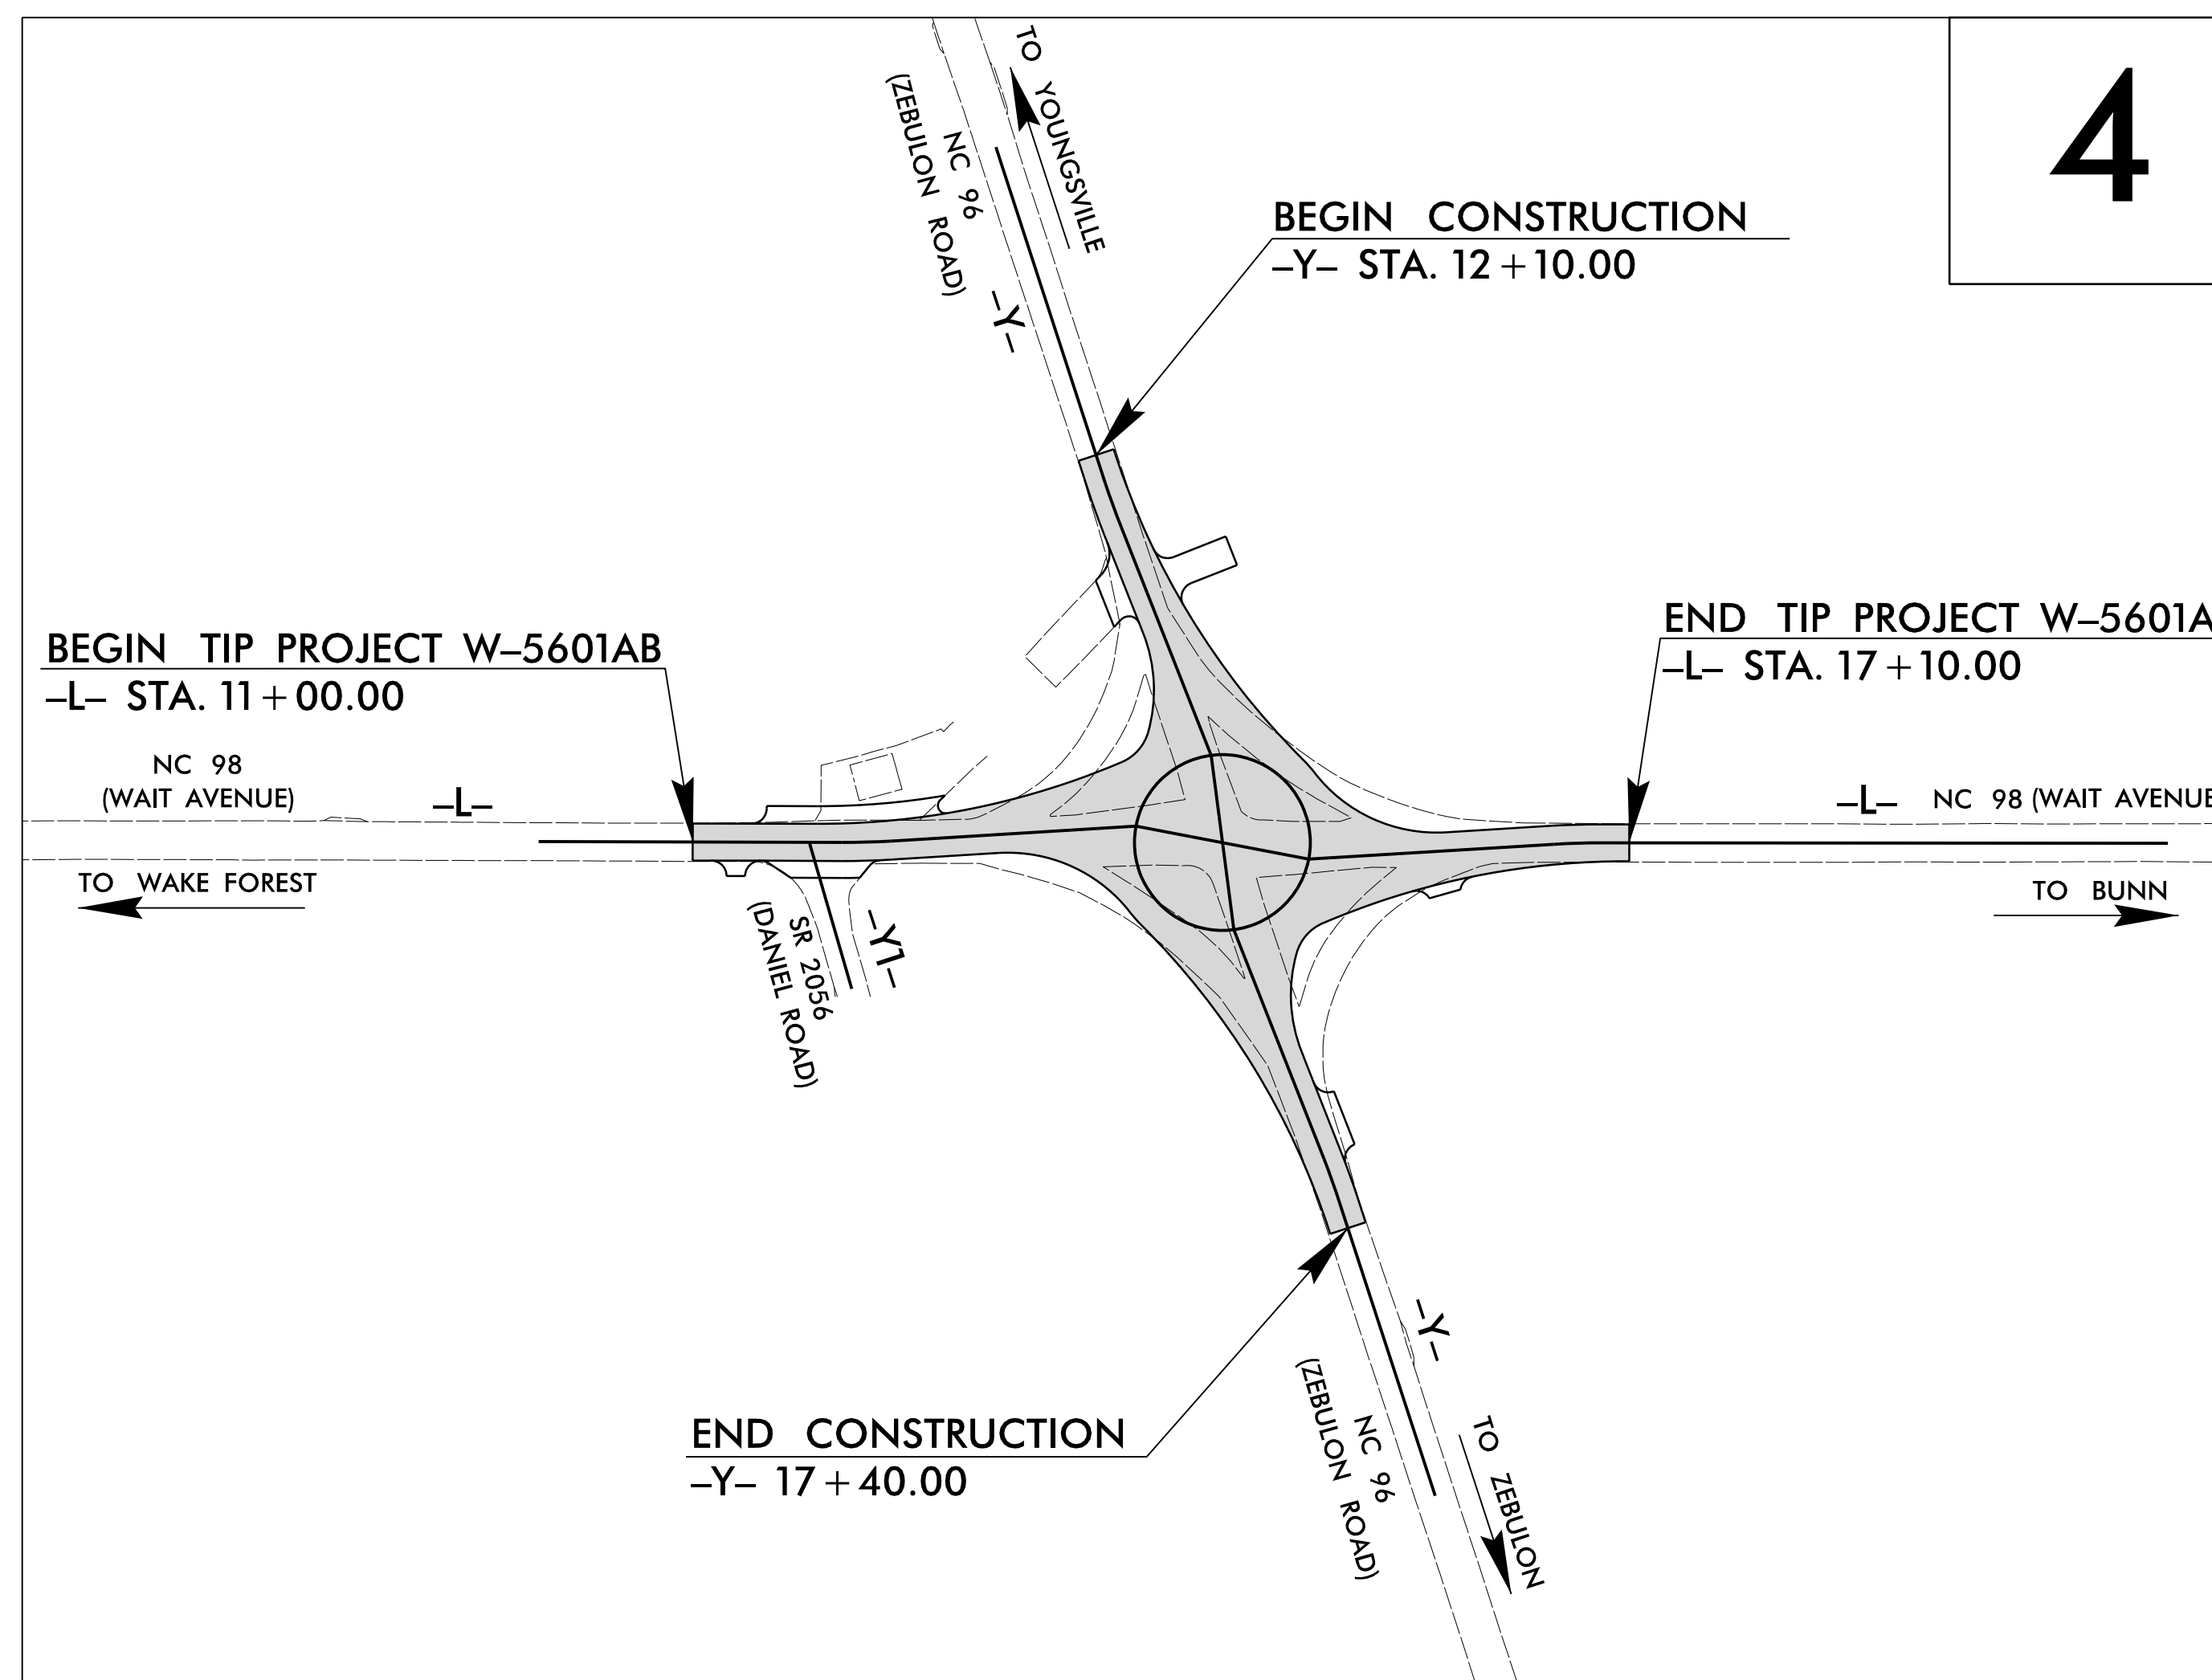 4
TO YOUNGSVILLE
NC 96
(ZEBULON ROAD)
–Y–
BEGIN CONSTRUCTION
–Y– STA. 12+10.00
BEGIN TIP PROJECT W–5601AB
–L– STA. 11+00.00
END TIP PROJECT W–5601A
–L– STA. 17+10.00
NC 98
(WAIT AVENUE)
–L–
–L– NC 98 (WAIT AVENUE
TO WAKE FOREST
TO BUNN
–Y1–
SR 2056
(DANIEL ROAD)
–Y–
END CONSTRUCTION
–Y– 17+40.00
NC 96
(ZEBULON ROAD)
TO ZEBULON